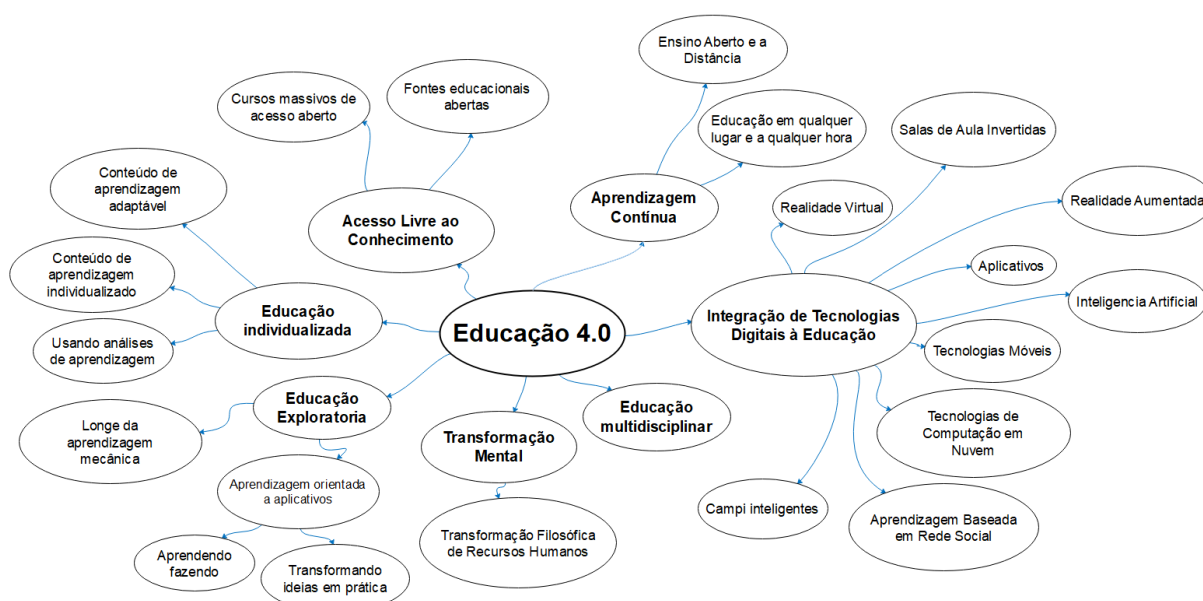 Ensino Aberto e a
Distância
Fontes educacionais
abertas
Cursos massivos de
acesso aberto
Educação em qualquer
lugar e a qualquer hora
Salas de Aula Invertidas
Conteúdo de
aprendizagem
adaptável
Aprendizagem
Contínua
Acesso Livre ao
Conhecimento
Realidade Virtual
Realidade Aumentada
Conteúdo de
aprendizagem
individualizado
Aplicativos
Inteligencia Artificial
Educação
individualizada
Educação 4.0
Integração de Tecnologias
Digitais à Educação
Usando análises
de aprendizagem
Tecnologias Móveis
Educação
Exploratoria
Educação
multidisciplinar
Longe da
aprendizagem
mecânica
Transformação
Mental
Tecnologias de
Computação em
Nuvem
Aprendizagem orientada
a aplicativos
Campi inteligentes
Aprendizagem Baseada
em Rede Social
Transformação Filosófica
de Recursos Humanos
Aprendendo
fazendo
Transformando
ideias em prática